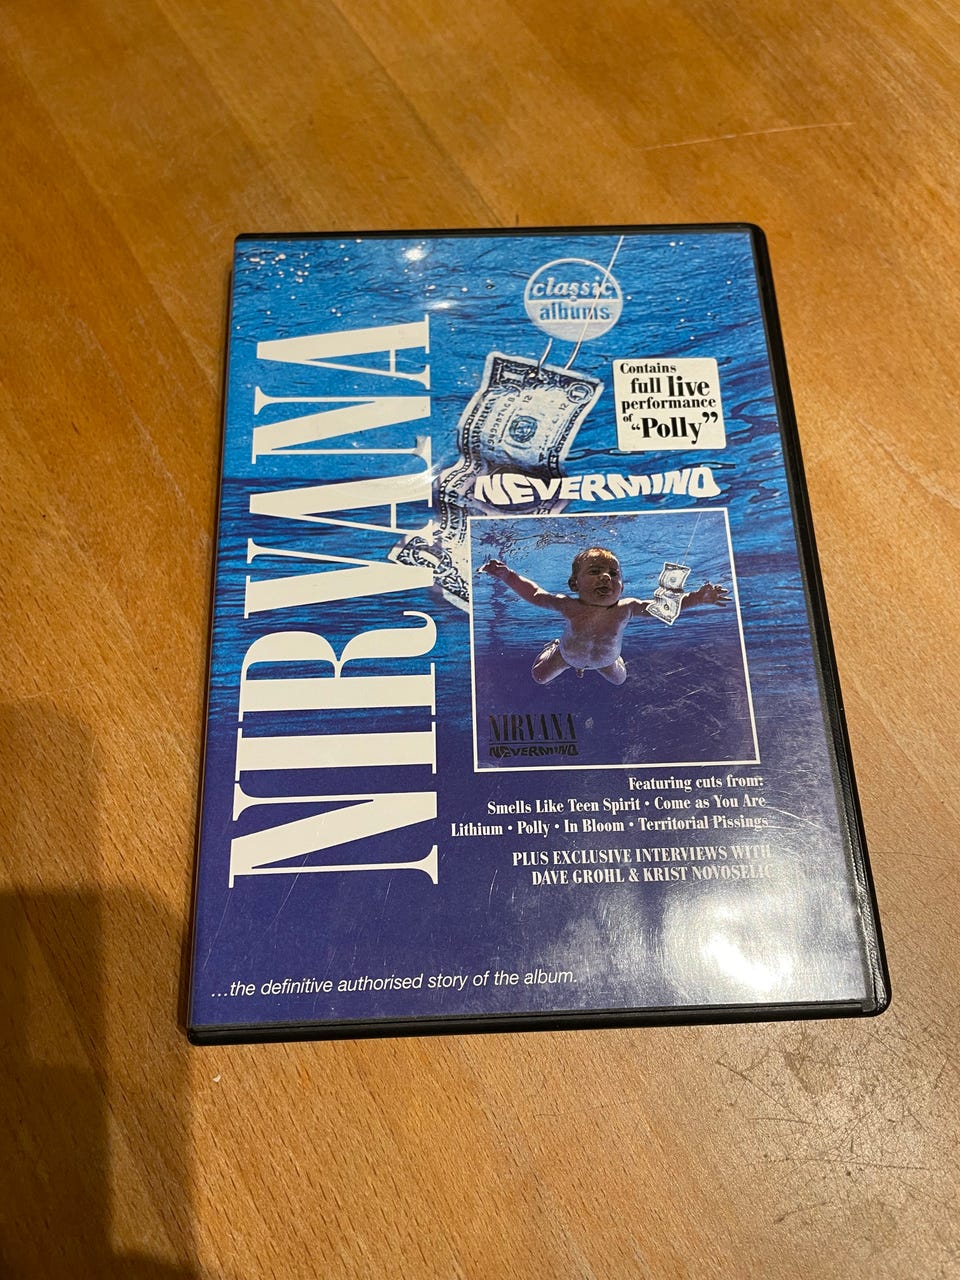 NIRVANA
classic
albums
Contains
full live
performance
of "Polly"
NEVERMIND
NIRVANA
NEVERMIND
Featuring cuts from:
Smells Like Teen Spirit • Come as You Are
Lithium • Polly • In Bloom • Territorial Pissings
PLUS EXCLUSIVE INTERVIEWS WITH
DAVE GROHL & KRIST NOVOSELIC
...the definitive authorised story of the album.